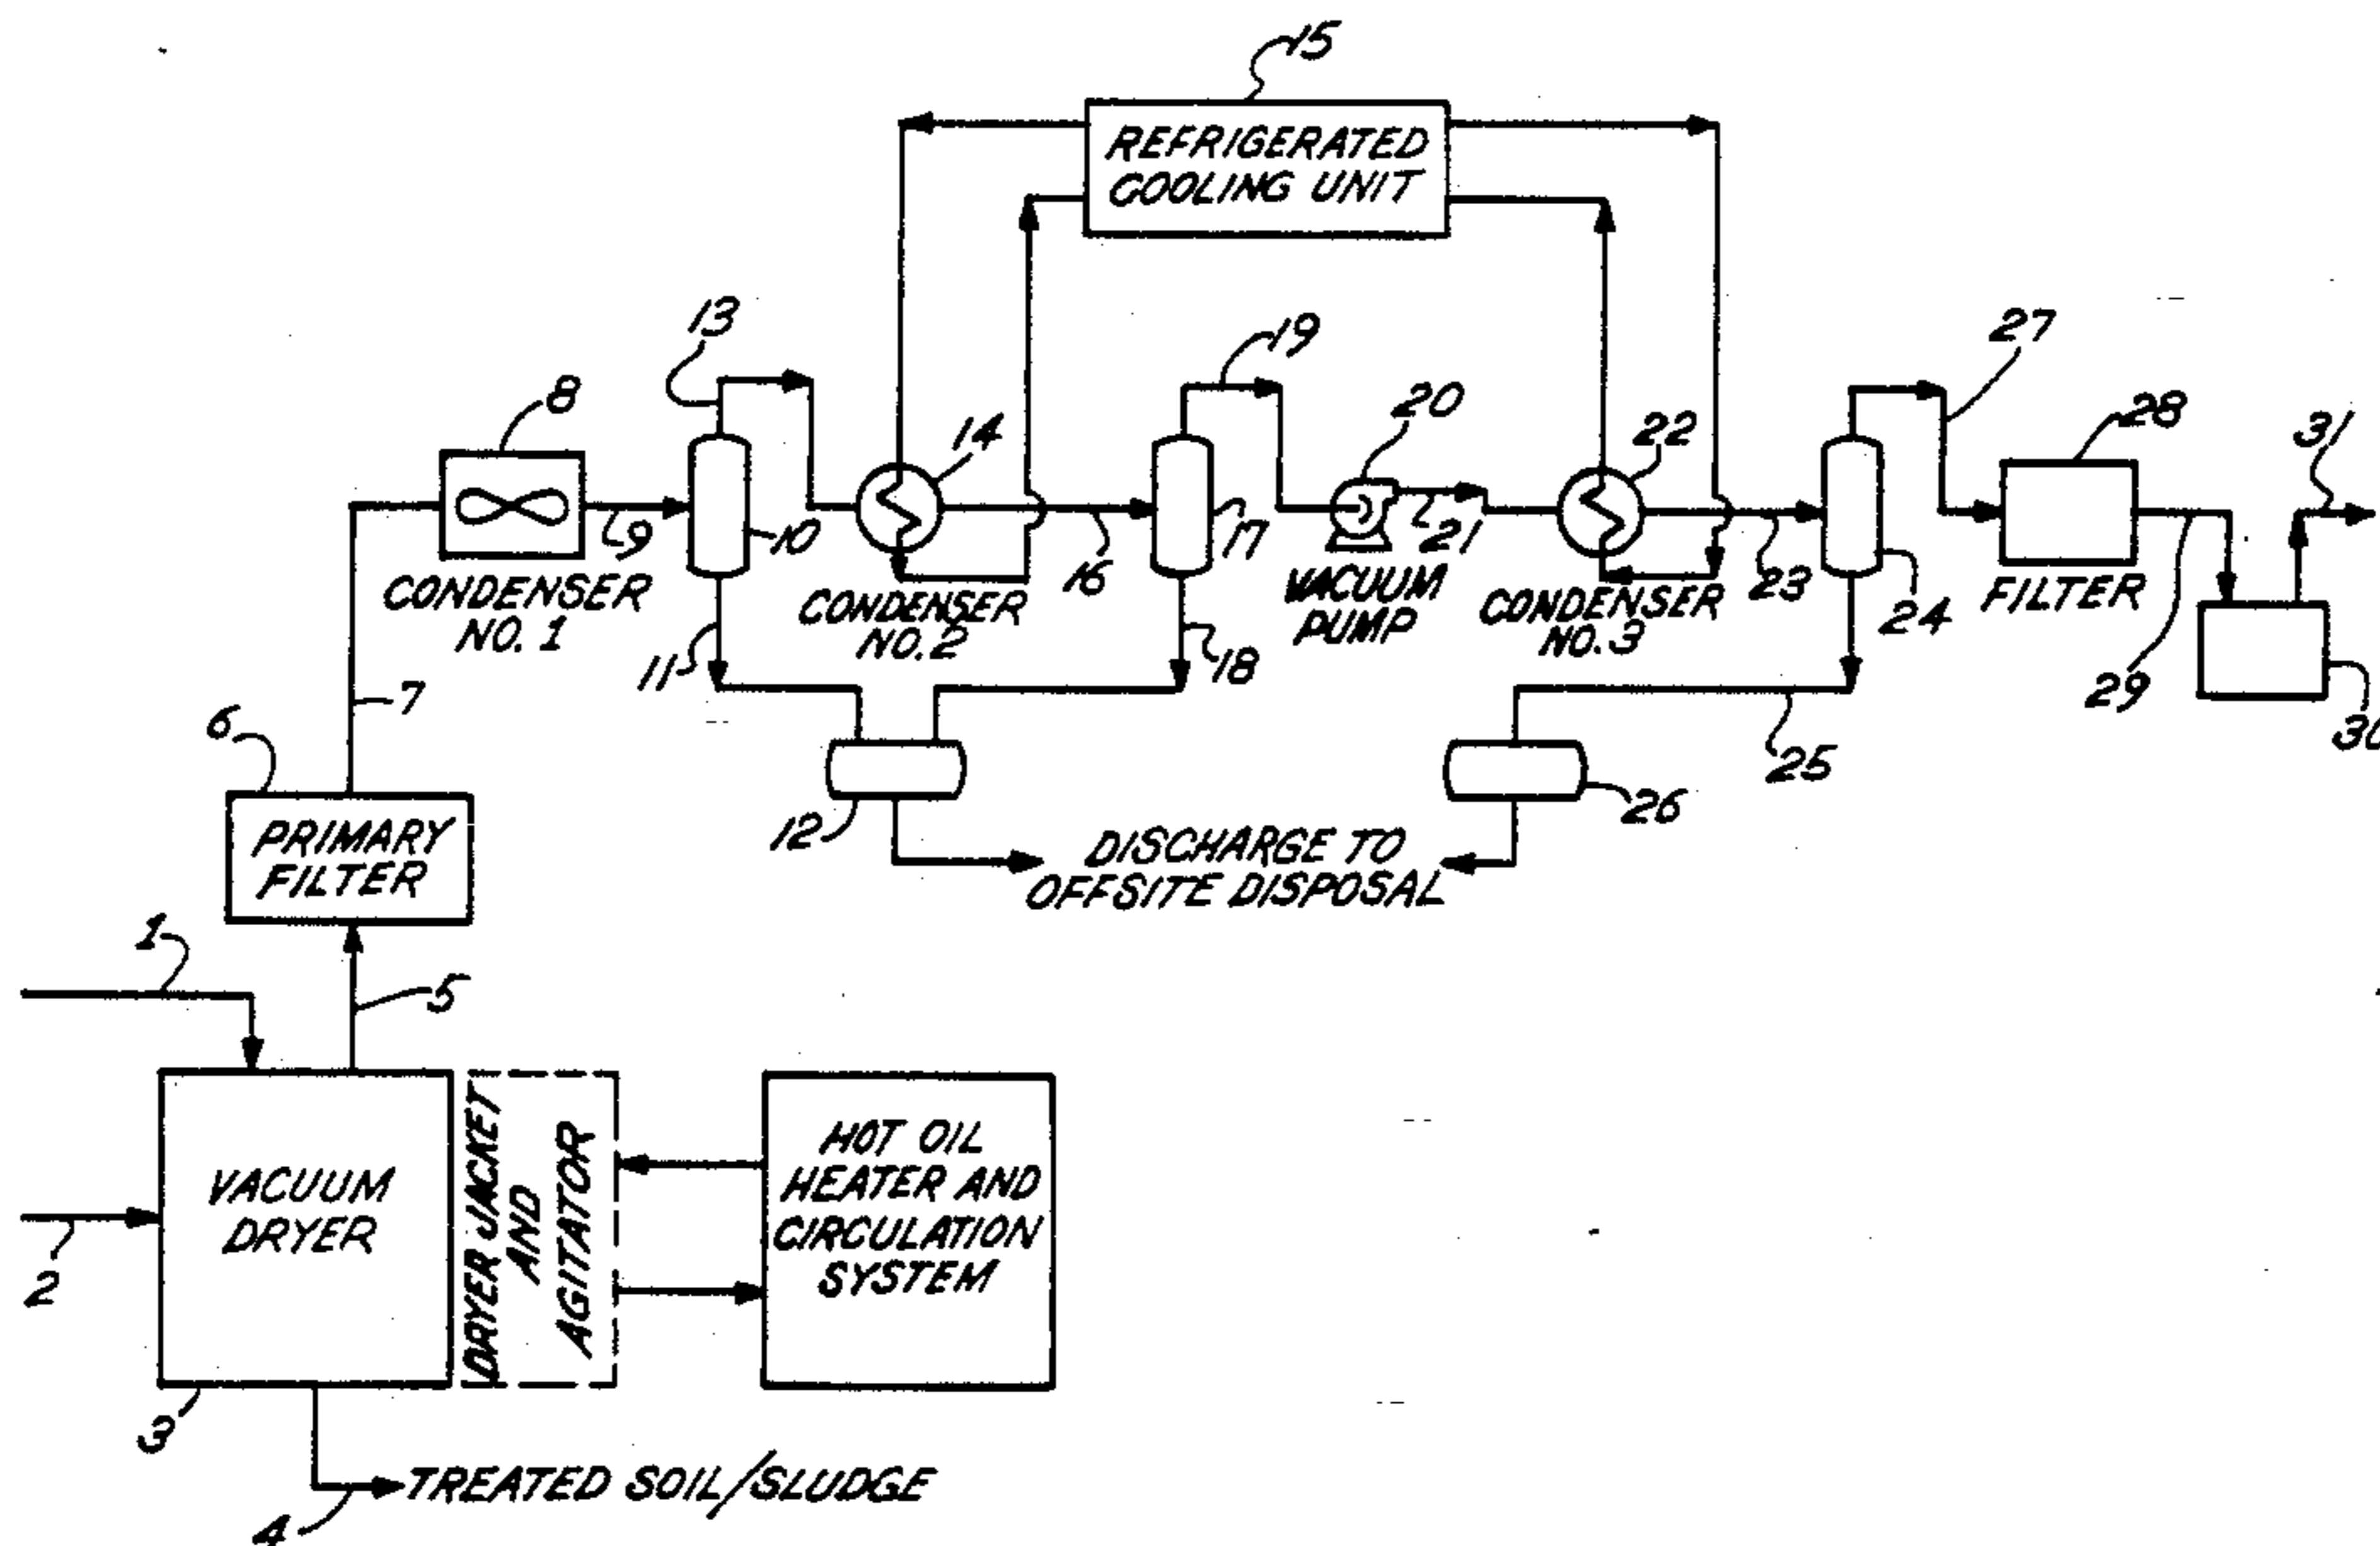 15
REFRIGERATED
COOLING UNIT
13
19
27
8
14
20
22
28
31
9
10
16
17
21
23
24
CONDENSER
NO. 1
CONDENSER
NO. 2
VACUUM
PUMP
CONDENSER
NO. 3
FILTER
11
18
29
30
7
6
25
12
26
PRIMARY
FILTER
DISCHARGE TO
OFFSITE DISPOSAL
1
5
2
VACUUM
DRYER
DRYER JACKET
AND
AGITATOR
HOT OIL
HEATER AND
CIRCULATION
SYSTEM
3
4
TREATED SOIL/SLUDGE